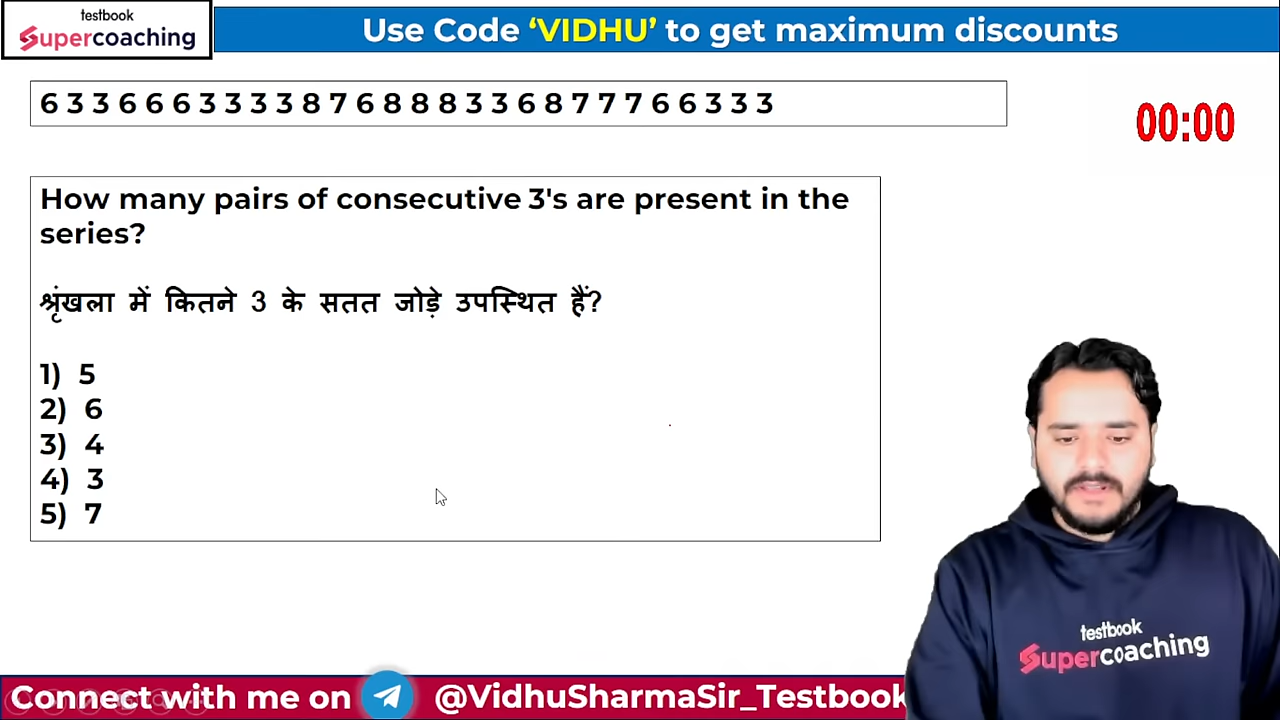 testbook
Supercoaching
Use Code ‘VIDHU’ to get maximum discounts
6 3 3 6 6 6 3 3 3 3 8 7 6 8 8 8 3 3 6 8 7 7 7 6 6 3 3 3
00:00
How many pairs of consecutive 3's are present in the
series?
श्रृंखला में कितने 3 के सतत जोड़े उपस्थित हैं?
1) 5
2) 6
3) 4
4) 3
5) 7
testbook
Supercoaching
Connect with me on @VidhuSharmaSir_Testbook